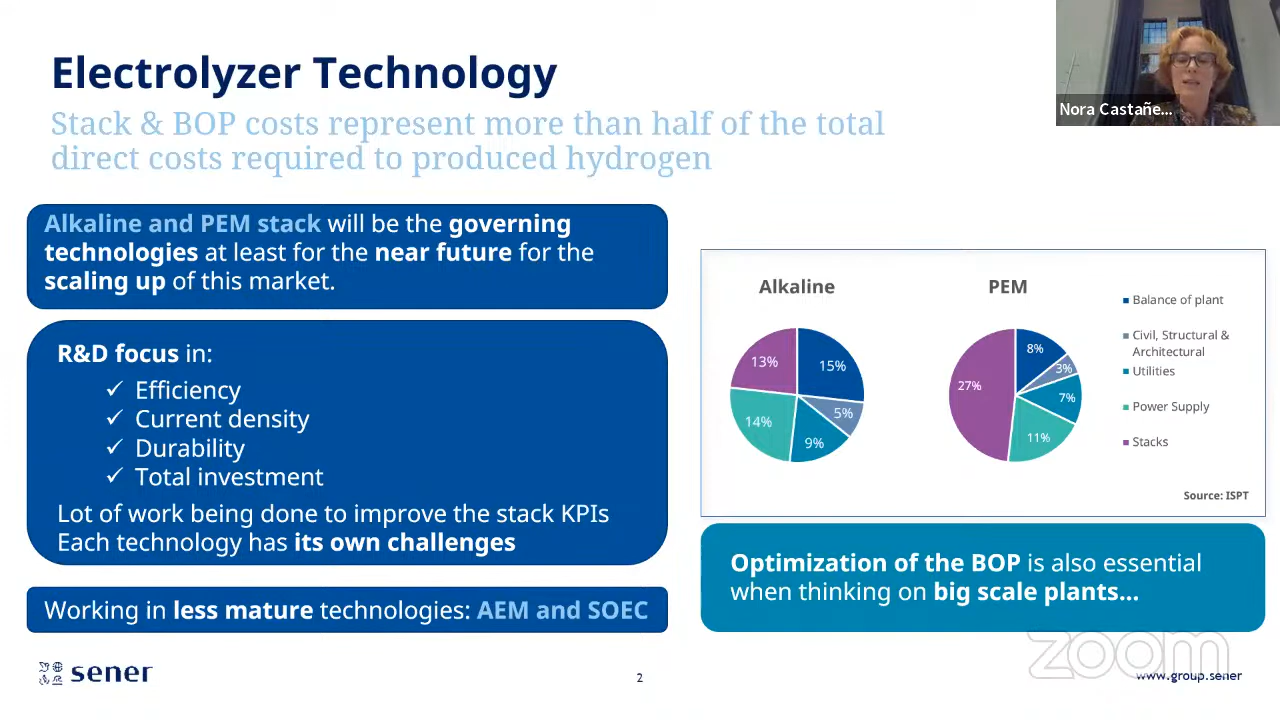 Electrolyzer Technology
Stack & BOP costs represent more than half of the total
direct costs required to produced hydrogen
Nora Castañe...
Alkaline and PEM stack will be the governing
technologies at least for the near future for the
scaling up of this market.
R&D focus in:
✓ Efficiency
✓ Current density
✓ Durability
✓ Total investment
Lot of work being done to improve the stack KPIs
Each technology has its own challenges
Working in less mature technologies: AEM and SOEC
Alkaline
15%
5%
9%
14%
13%
PEM
8%
3%
7%
11%
27%
Balance of plant
Civil, Structural &
Architectural
Utilities
Power Supply
Stacks
Source: ISPT
Optimization of the BOP is also essential
when thinking on big scale plants...
sener
2
zoom
www.group.sener